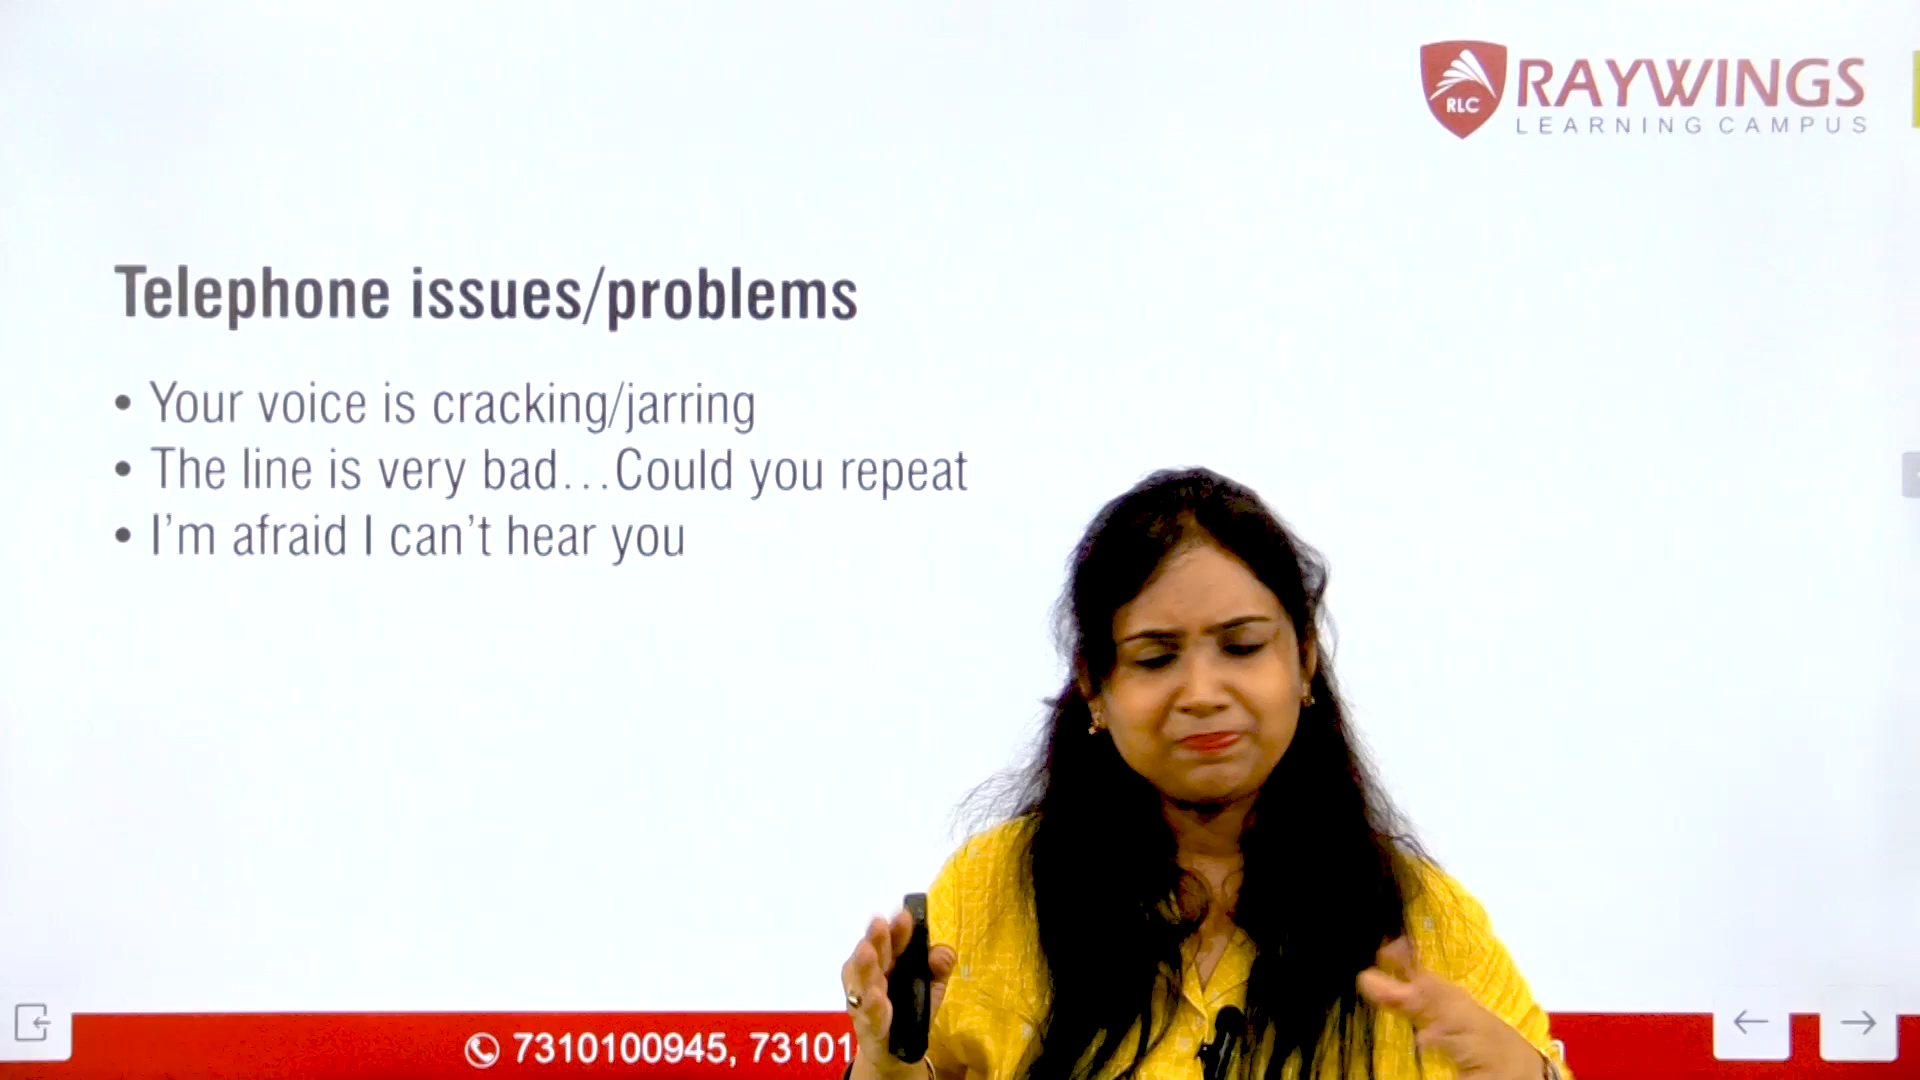 RLC
RAYWINGS
LEARNING CAMPUS
Telephone issues/problems
• Your voice is cracking/jarring
• The line is very bad...Could you repeat
• I'm afraid I can't hear you
7310100945, 73101